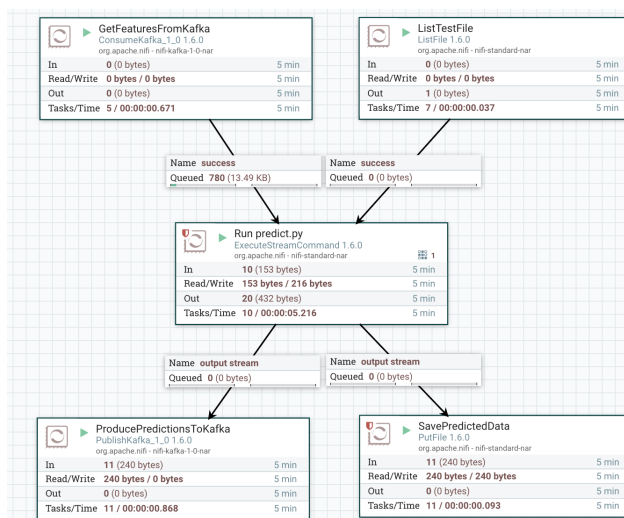 GetFeaturesFromKafka
ConsumeKafka_1_0 1.6.0
org.apache.nifi - nifi-kafka-1-0-nar
In 0 (0 bytes) 5 min
Read/Write 0 bytes / 0 bytes 5 min
Out 0 (0 bytes) 5 min
Tasks/Time 5 / 00:00:00.671 5 min
ListTestFile
ListFile 1.6.0
org.apache.nifi - nifi-standard-nar
In 0 (0 bytes) 5 min
Read/Write 0 bytes / 0 bytes 5 min
Out 1 (0 bytes) 5 min
Tasks/Time 7 / 00:00:00.037 5 min
Name success
Queued 780 (13.49 KB)
Name success
Queued 0 (0 bytes)
Run predict.py
ExecuteStreamCommand 1.6.0
org.apache.nifi - nifi-standard-nar
1
In 10 (153 bytes) 5 min
Read/Write 153 bytes / 216 bytes 5 min
Out 20 (432 bytes) 5 min
Tasks/Time 10 / 00:00:05.216 5 min
Name output stream
Queued 0 (0 bytes)
Name output stream
Queued 0 (0 bytes)
ProducePredictionsToKafka
PublishKafka_1_0 1.6.0
org.apache.nifi - nifi-kafka-1-0-nar
In 11 (240 bytes) 5 min
Read/Write 240 bytes / 0 bytes 5 min
Out 0 (0 bytes) 5 min
Tasks/Time 11 / 00:00:00.868 5 min
SavePredictedData
PutFile 1.6.0
org.apache.nifi - nifi-standard-nar
In 11 (240 bytes) 5 min
Read/Write 240 bytes / 240 bytes 5 min
Out 0 (0 bytes) 5 min
Tasks/Time 11 / 00:00:00.093 5 min